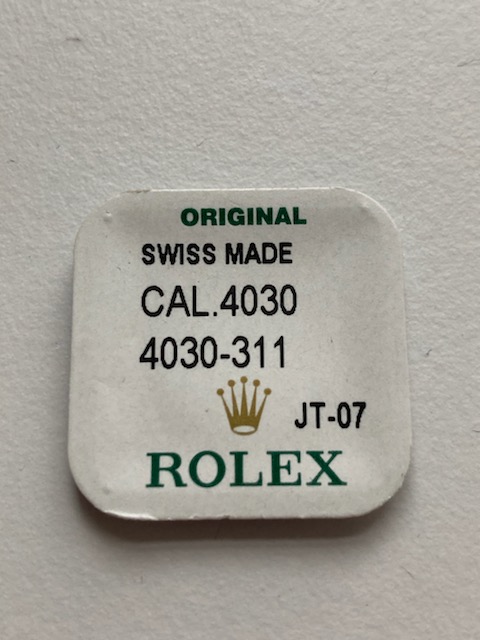 ORIGINAL
SWISS MADE
CAL.4030
4030-311
JT-07
ROLEX